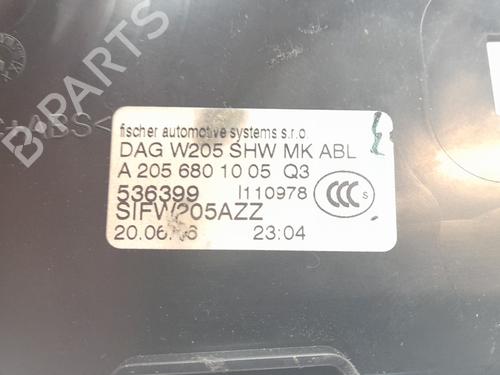 B-PARTS
fischer automotive systems s.r.o.
DAG W205 SHW MK ABL
A 205 680 10 05 Q3
536399 I110978
CCC S
SIFW205AZZ
23:04